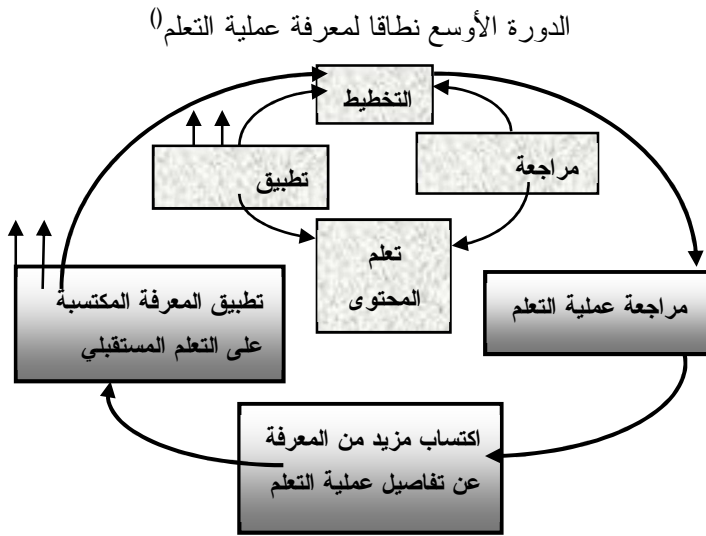 الدورة الأوسع نطاقا لمعرفة عملية التعلم()
التخطيط
مراجعة
تطبيق
تعلم
المحتوى
مراجعة عملية التعلم
تطبيق المعرفة المكتسبة
على التعلم المستقبلي
اكتساب مزيد من المعرفة
عن تفاصيل عملية التعلم